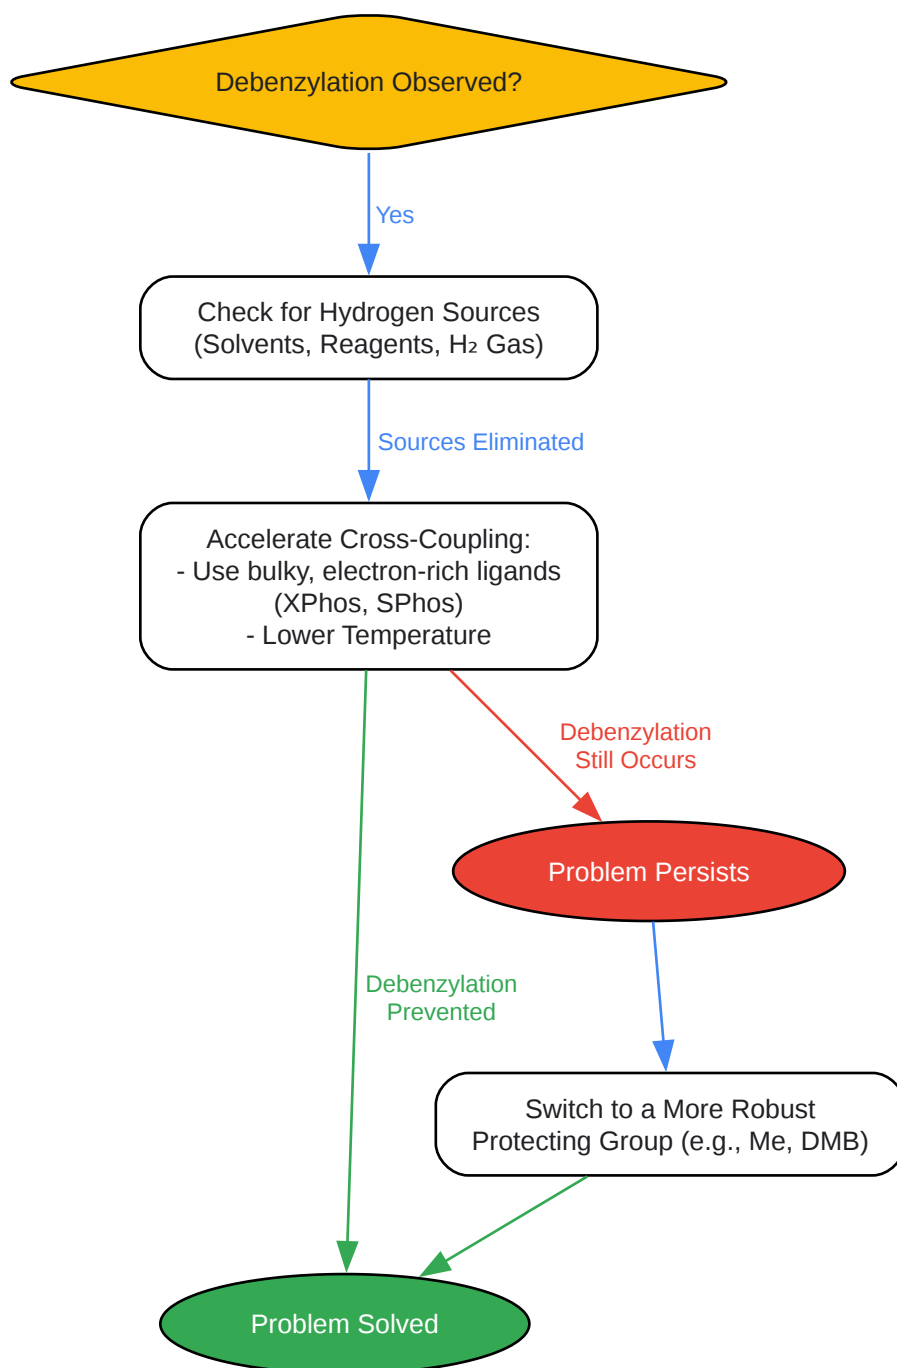 Debenzylation Observed?
Yes
Check for Hydrogen Sources
(Solvents, Reagents, H₂ Gas)
Sources Eliminated
Accelerate Cross-Coupling:
- Use bulky, electron-rich ligands
(XPhos, SPhos)
- Lower Temperature
Debenzylation
Still Occurs
Problem Persists
Debenzylation
Prevented
Switch to a More Robust
Protecting Group (e.g., Me, DMB)
Problem Solved